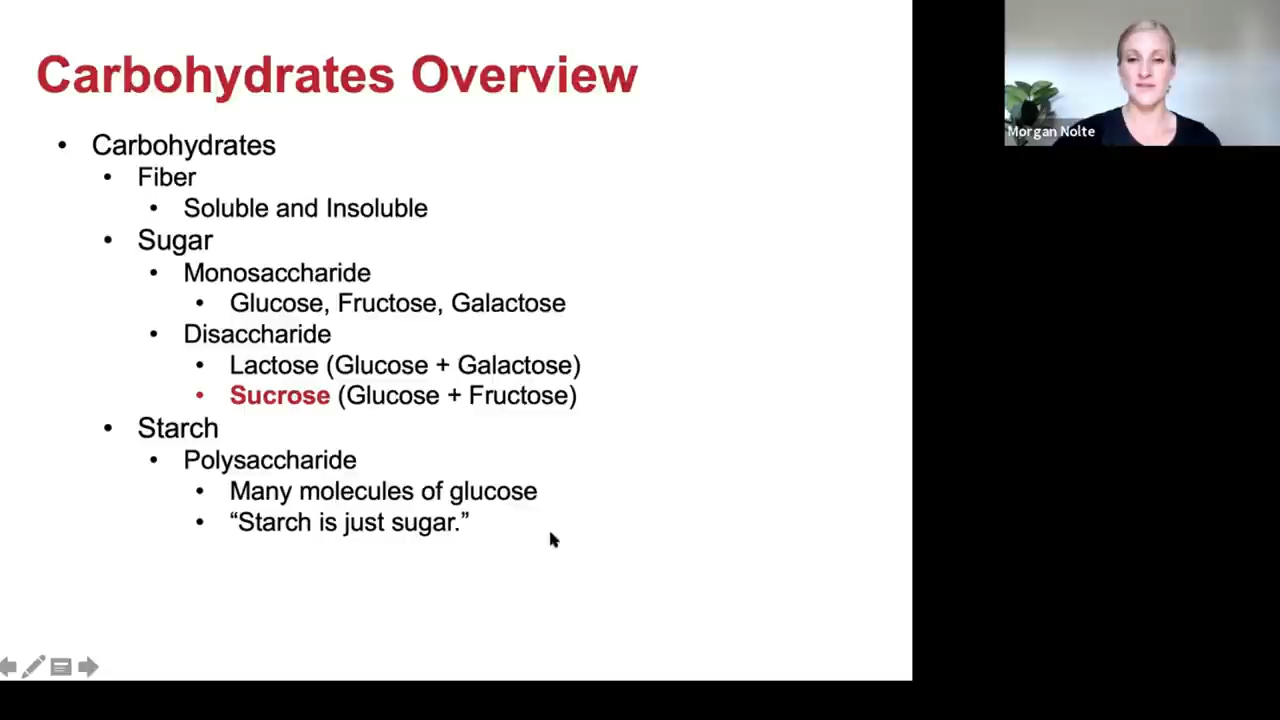 Carbohydrates Overview
• Carbohydrates
• Fiber
• Soluble and Insoluble
• Sugar
• Monosaccharide
• Glucose, Fructose, Galactose
• Disaccharide
• Lactose (Glucose + Galactose)
• Sucrose (Glucose + Fructose)
• Starch
• Polysaccharide
• Many molecules of glucose
• “Starch is just sugar.”
Morgan Nolte